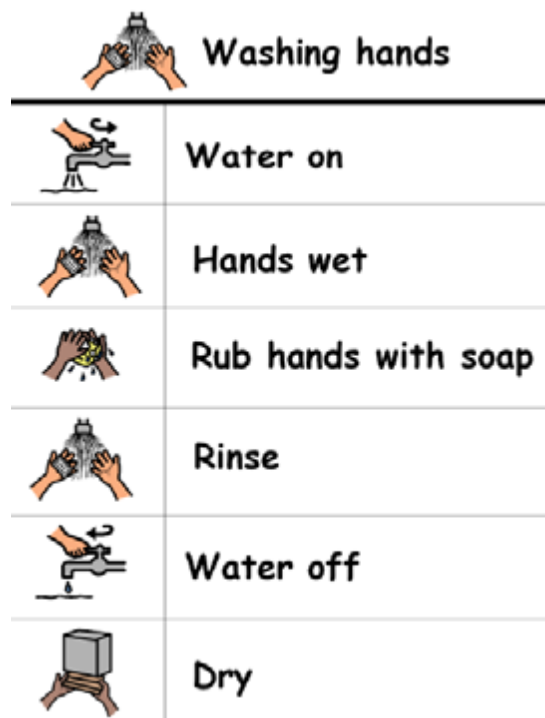 Washing hands
Water on
Hands wet
Rub hands with soap
Rinse
Water off
Dry